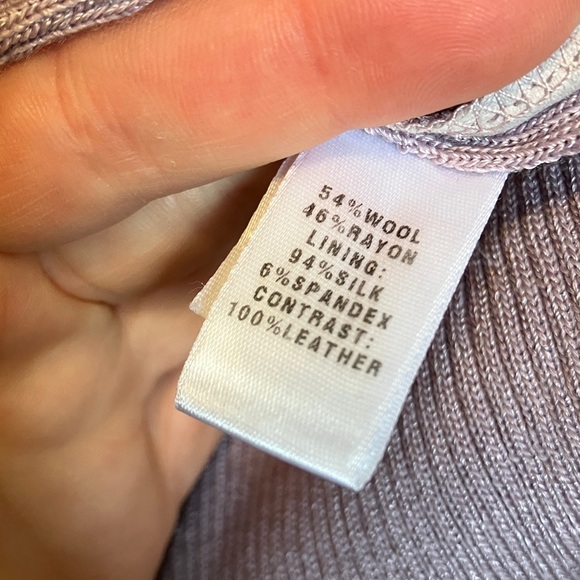 54%WOOL
46%RAYON
LINING:
94%SILK
6%SPANDEX
CONTRAST:
100%LEATHER